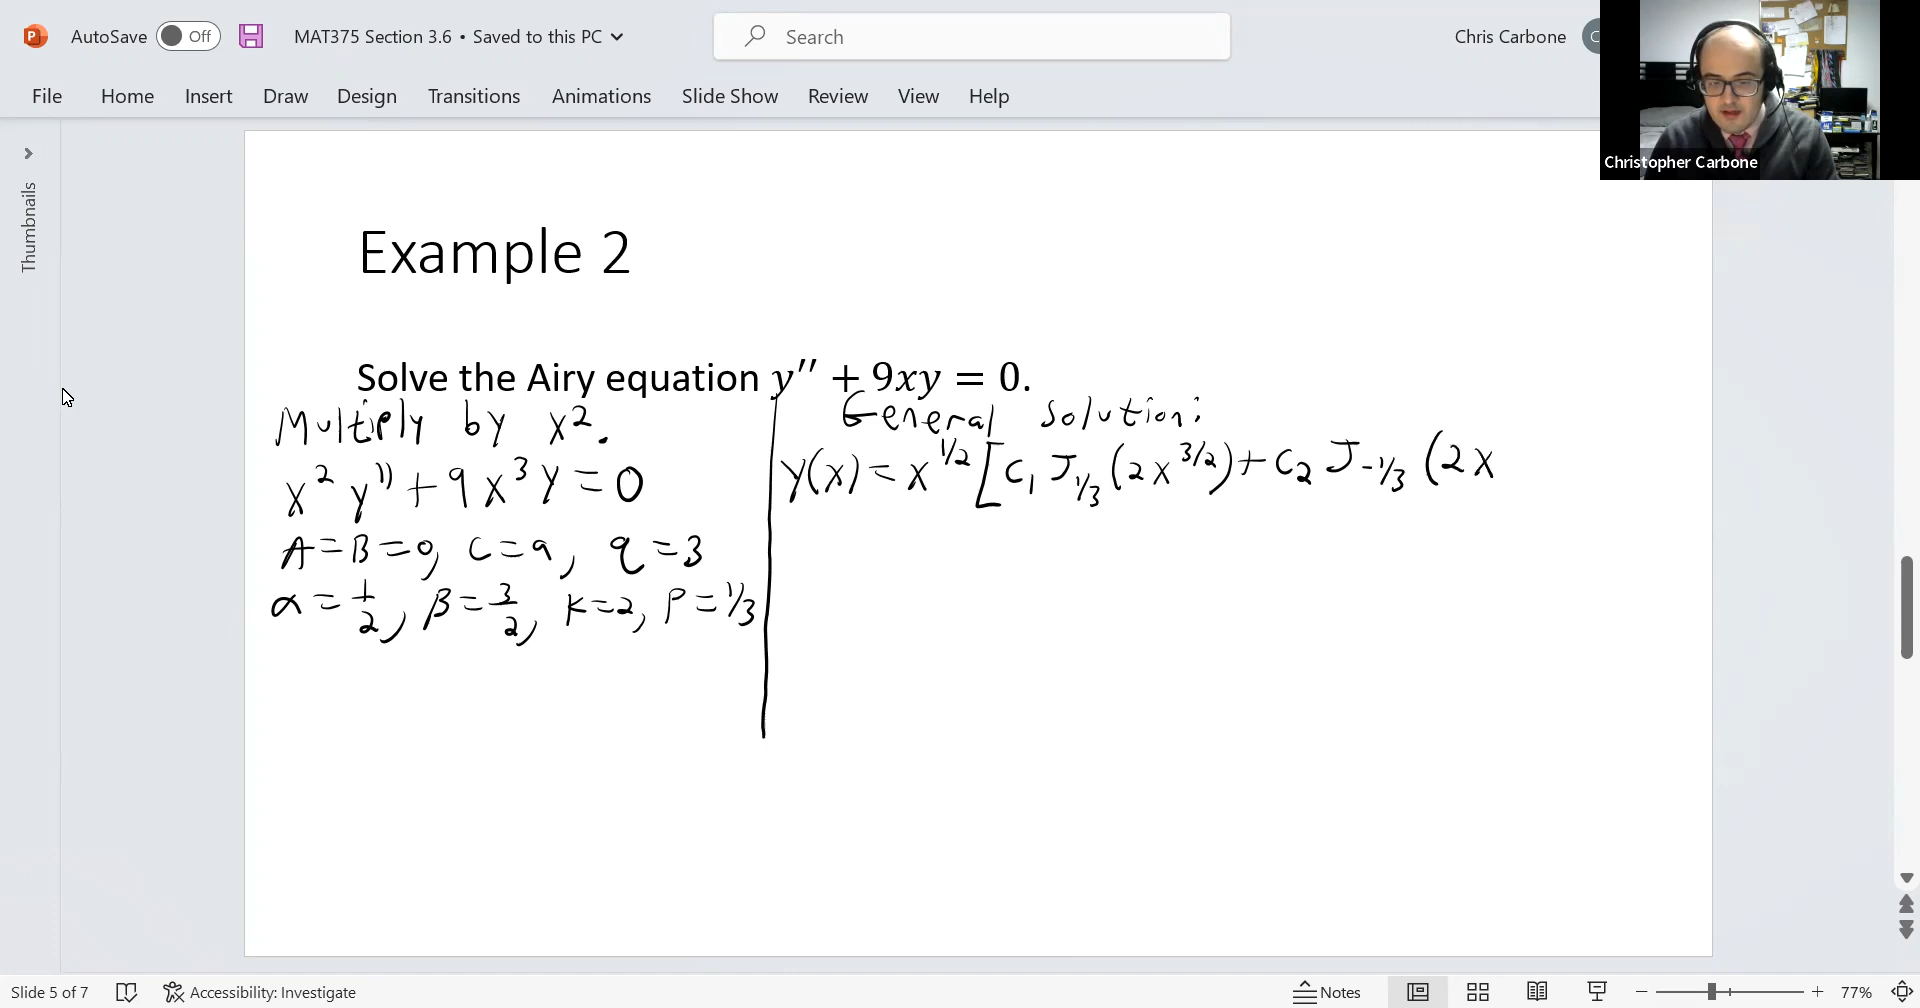 AutoSave Off MAT375 Section 3.6 • Saved to this PC Search Chris Carbone
File Home Insert Draw Design Transitions Animations Slide Show Review View Help
Christopher Carbone
Thumbnails
Example 2
Solve the Airy equation y′′ + 9xy = 0.
Multiply by x².
x² y'' + 9x³y = 0
A = B = 0, C = 9, q = 3
α = 1/2, β = 3/2, K = 2, P = 1/3
General solution:
y(x) = x^{1/2} [C₁ J_{1/3} (2x^{3/2}) + C₂ J_{-1/3} (2x
Slide 5 of 7 Accessibility: Investigate Notes 77%